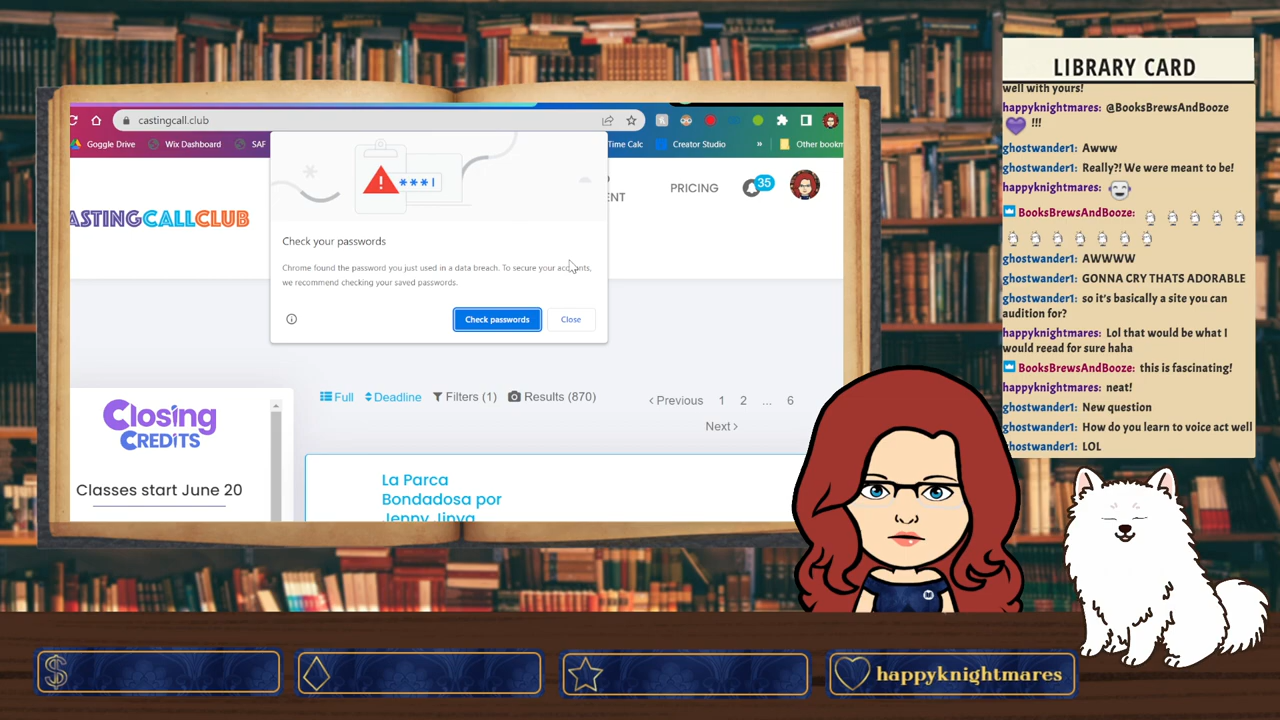 castingcall.club
Goggle Drive
Wix Dashboard
SAF
Time Calc
Creator Studio
»
Other bookm
ASTINGCALLCLUB
PRICING
35
***|
Check your passwords
Chrome found the password you just used in a data breach. To secure your accounts,
we recommend checking your saved passwords.
Check passwords
Close
Full
Deadline
Filters (1)
Results (870)
< Previous 1 2 ... 6
Next >
Closing
CREDITS
Classes start June 20
La Parca
Bondadosa por
Jenny Jinya
LIBRARY CARD
well with yours!
happyknightmares: @BooksBrewsAndBooze
!!!
ghostwander1: Awww
ghostwander1: Really?! We were meant to be!
happyknightmares:
BooksBrewsAndBooze:
ghostwander1: AWWWW
ghostwander1: GONNA CRY THATS ADORABLE
ghostwander1: so it's basically a site you can
audition for?
happyknightmares: Lol that would be what I
would reead for sure haha
BooksBrewsAndBooze: this is fascinating!
happyknightmares: neat!
ghostwander1: New question
ghostwander1: How do you learn to voice act well
ghostwander1: LOL
$
happyknightmares